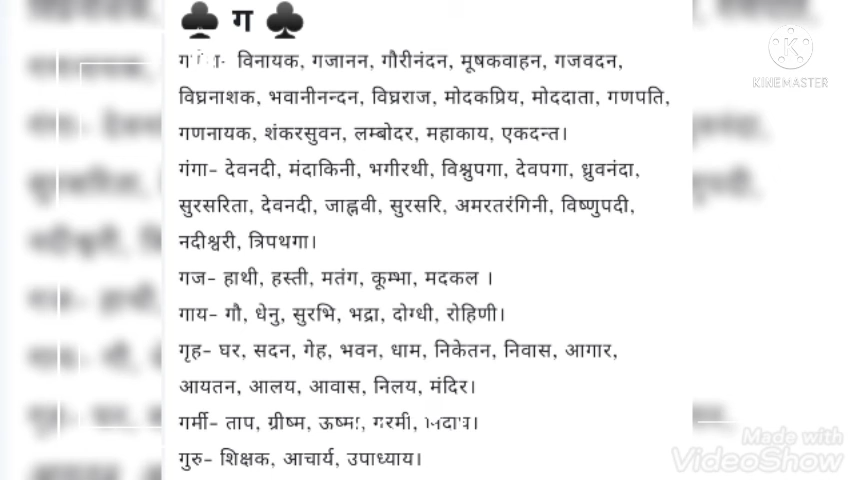 ♣ ग ♣
विनायक, गजानन, गौरीनंदन, मूषकवाहन, गजवदन,
विघ्रनाशक, भवानीनन्दन, विघ्रराज, मोदकप्रिय, मोददाता, गणपति,
गणनायक, शंकरसुवन, लम्बोदर, महाकाय, एकदन्त।
गंगा- देवनदी, मंदाकिनी, भगीरथी, विश्नुपगा, देवपगा, ध्रुवनंदा,
सुरसरिता, देवनदी, जाह्नवी, सुरसरि, अमरतरंगिनी, विष्णुपदी,
नदीश्वरी, त्रिपथगा।
गज- हाथी, हस्ती, मतंग, कूम्भा, मदकल ।
गाय- गौ, धेनु, सुरभि, भद्रा, दोग्धी, रोहिणी।
गृह- घर, सदन, गेह, भवन, धाम, निकेतन, निवास, आगार,
आयतन, आलय, आवास, निलय, मंदिर।
गर्मी- ताप, ग्रीष्म, ऊष्मा, गरमी,
गुरु- शिक्षक, आचार्य, उपाध्याय।
KINEMASTER
Made with
VideoShow